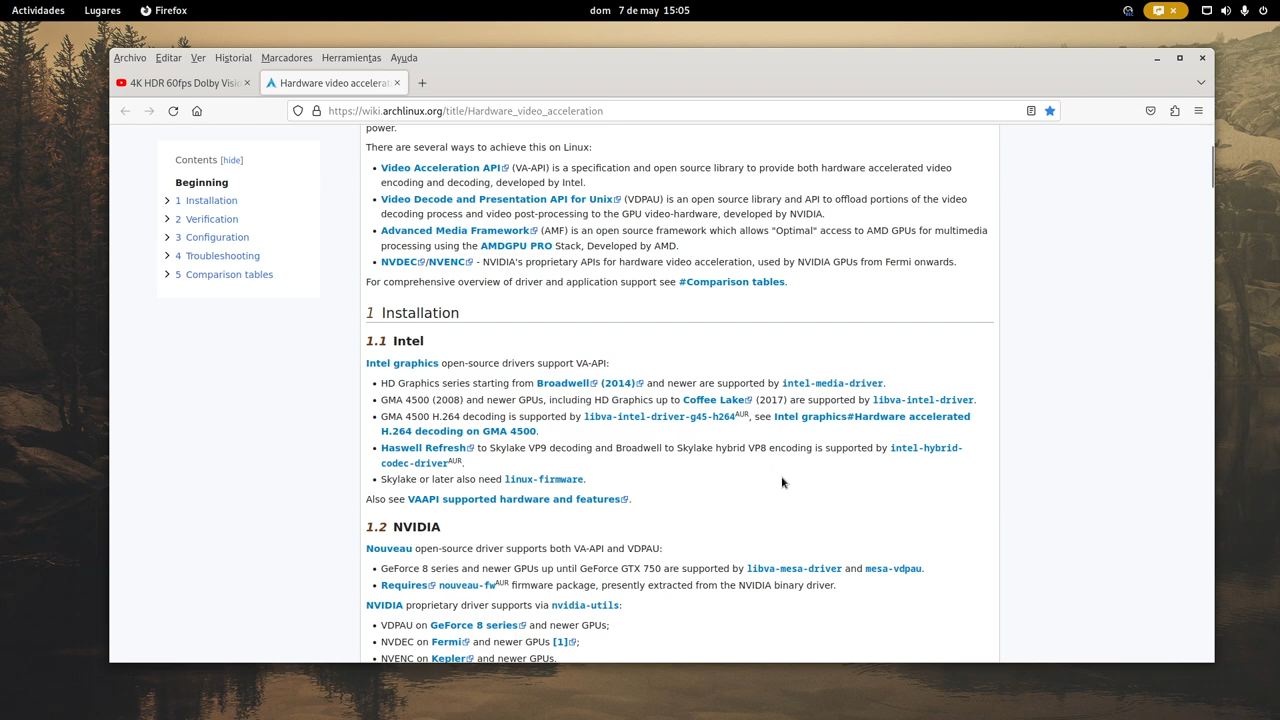 Actividades Lugares Firefox dom 7 de may 15:05
Archivo Editar Ver Historial Marcadores Herramientas Ayuda
4K HDR 60fps Dolby Visi Hardware video accelerat
https://wiki.archlinux.org/title/Hardware_video_acceleration
Contents [hide]
Beginning
1 Installation
2 Verification
3 Configuration
4 Troubleshooting
5 Comparison tables
power.
There are several ways to achieve this on Linux:
• Video Acceleration API (VA-API) is a specification and open source library to provide both hardware accelerated video
encoding and decoding, developed by Intel.
• Video Decode and Presentation API for Unix (VDPAU) is an open source library and API to offload portions of the video
decoding process and video post-processing to the GPU video-hardware, developed by NVIDIA.
• Advanced Media Framework (AMF) is an open source framework which allows "Optimal" access to AMD GPUs for multimedia
processing using the AMDGPU PRO Stack, Developed by AMD.
• NVDEC/NVENC - NVIDIA's proprietary APIs for hardware video acceleration, used by NVIDIA GPUs from Fermi onwards.
For comprehensive overview of driver and application support see #Comparison tables.
1 Installation
1.1 Intel
Intel graphics open-source drivers support VA-API:
• HD Graphics series starting from Broadwell (2014) and newer are supported by intel-media-driver.
• GMA 4500 (2008) and newer GPUs, including HD Graphics up to Coffee Lake (2017) are supported by libva-intel-driver.
• GMA 4500 H.264 decoding is supported by libva-intel-driver-g45-h264AUR, see Intel graphics#Hardware accelerated
H.264 decoding on GMA 4500.
• Haswell Refresh to Skylake VP9 decoding and Broadwell to Skylake hybrid VP8 encoding is supported by intel-hybrid-
codec-driverAUR.
• Skylake or later also need linux-firmware.
Also see VAAPI supported hardware and features.
1.2 NVIDIA
Nouveau open-source driver supports both VA-API and VDPAU:
• GeForce 8 series and newer GPUs up until GeForce GTX 750 are supported by libva-mesa-driver and mesa-vdpau.
• Requires nouveau-fwAUR firmware package, presently extracted from the NVIDIA binary driver.
NVIDIA proprietary driver supports via nvidia-utils:
• VDPAU on GeForce 8 series and newer GPUs;
• NVDEC on Fermi and newer GPUs [1];
• NVENC on Kepler and newer GPUs.